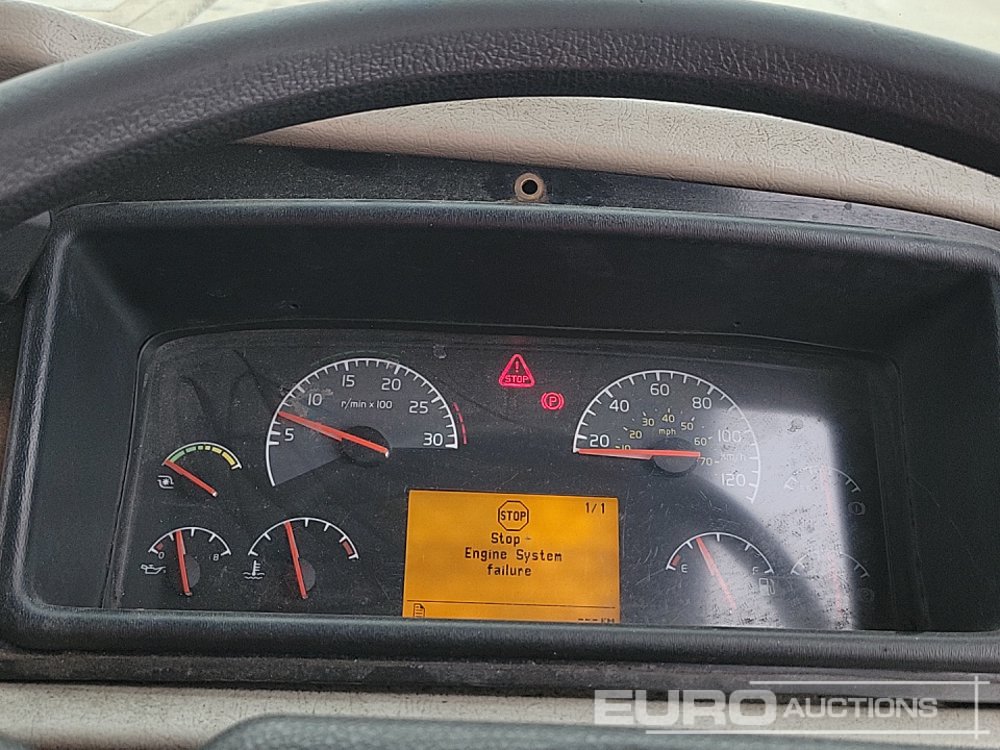 15
20
10
25
5
30
r/min x 100
STOP
P
60
40
80
20
100
km/h
120
40
30
20
mph
60
10
70
0
8
STOP
1/1
Stop -
Engine System
failure
E
F
EURO AUCTIONS